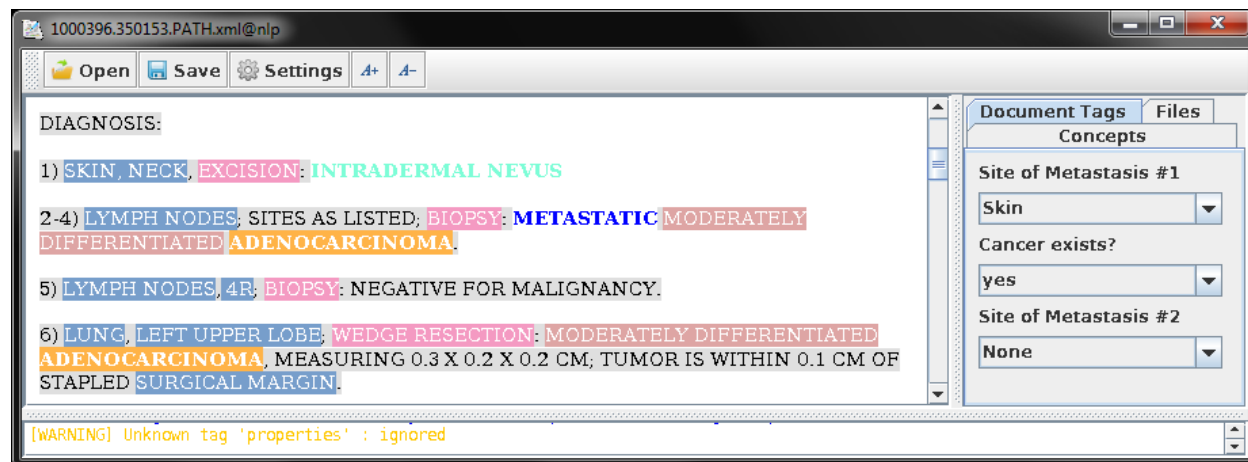 1000396.350153.PATH.xml@nlp
Open Save Settings A+ A-
DIAGNOSIS:
1) SKIN, NECK, EXCISION: INTRADERMAL NEVUS
2-4) LYMPH NODES; SITES AS LISTED; BIOPSY: METASTATIC MODERATELY
DIFFERENTIATED ADENOCARCINOMA.
5) LYMPH NODES, 4R; BIOPSY: NEGATIVE FOR MALIGNANCY.
6) LUNG, LEFT UPPER LOBE; WEDGE RESECTION: MODERATELY DIFFERENTIATED
ADENOCARCINOMA, MEASURING 0.3 X 0.2 X 0.2 CM; TUMOR IS WITHIN 0.1 CM OF
STAPLED SURGICAL MARGIN.
Document Tags Files
Concepts
Site of Metastasis #1
Skin
Cancer exists?
yes
Site of Metastasis #2
None
[WARNING] Unknown tag 'properties' : ignored